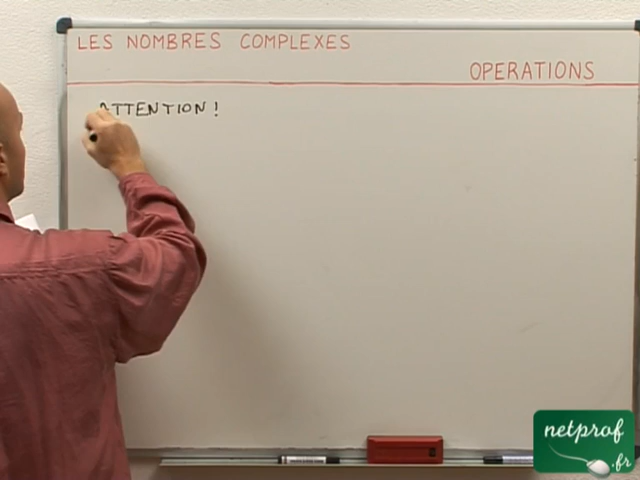 LES NOMBRES COMPLEXES
OPERATIONS
ATTENTION !
netprof
.fr